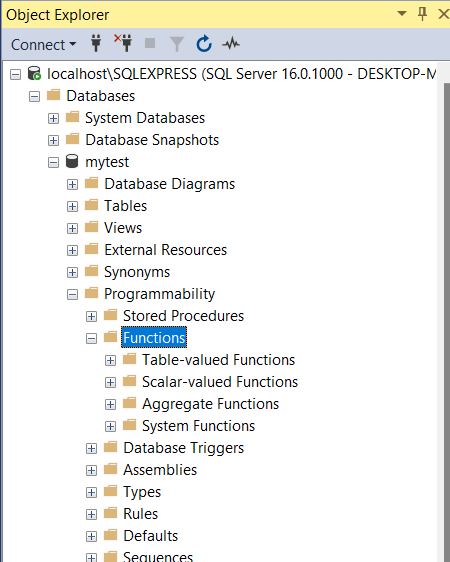 Object Explorer
Connect
localhost\SQLEXPRESS (SQL Server 16.0.1000 - DESKTOP-M
Databases
System Databases
Database Snapshots
mytest
Database Diagrams
Tables
Views
External Resources
Synonyms
Programmability
Stored Procedures
Functions
Table-valued Functions
Scalar-valued Functions
Aggregate Functions
System Functions
Database Triggers
Assemblies
Types
Rules
Defaults
Sequences